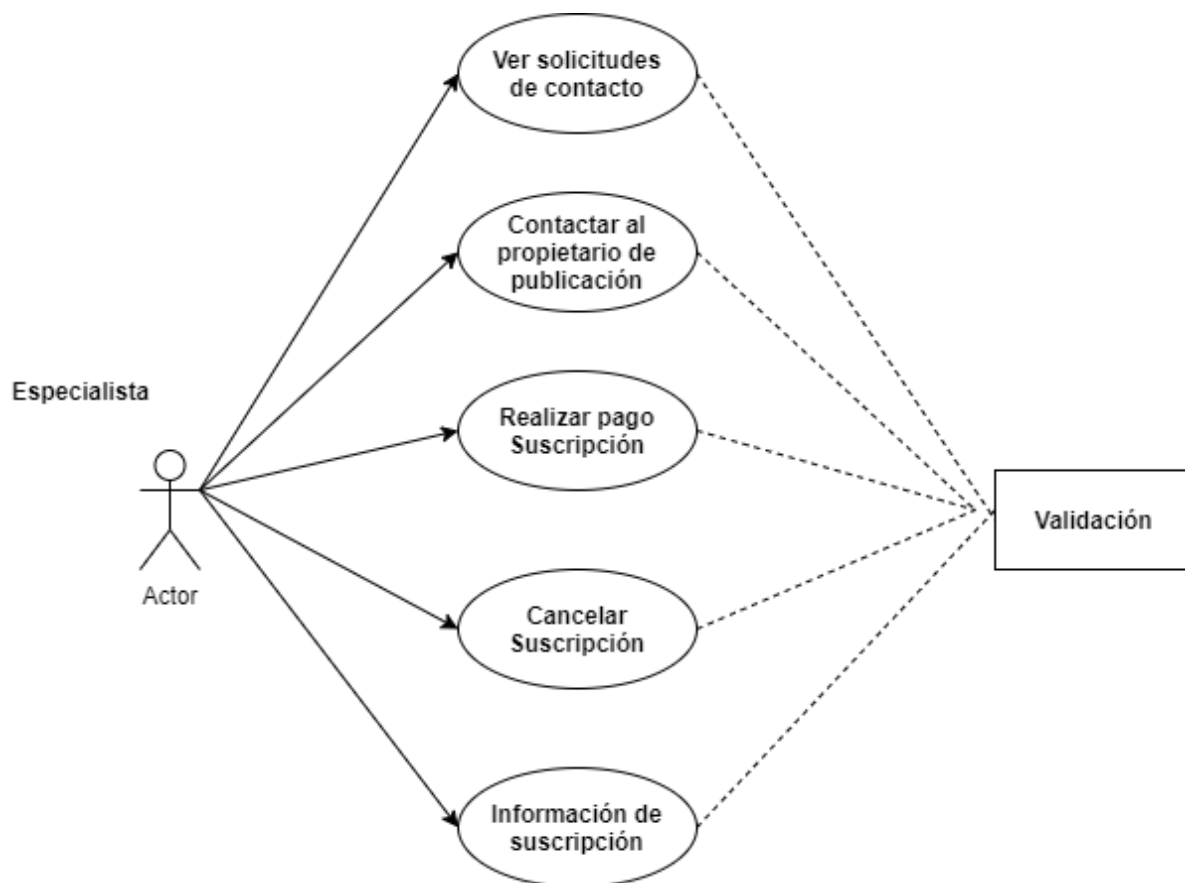 Ver solicitudes
de contacto
Contactar al
propietario de
publicación
Especialista
Realizar pago
Suscripción
Validación
Actor
Cancelar
Suscripción
Información de
suscripción